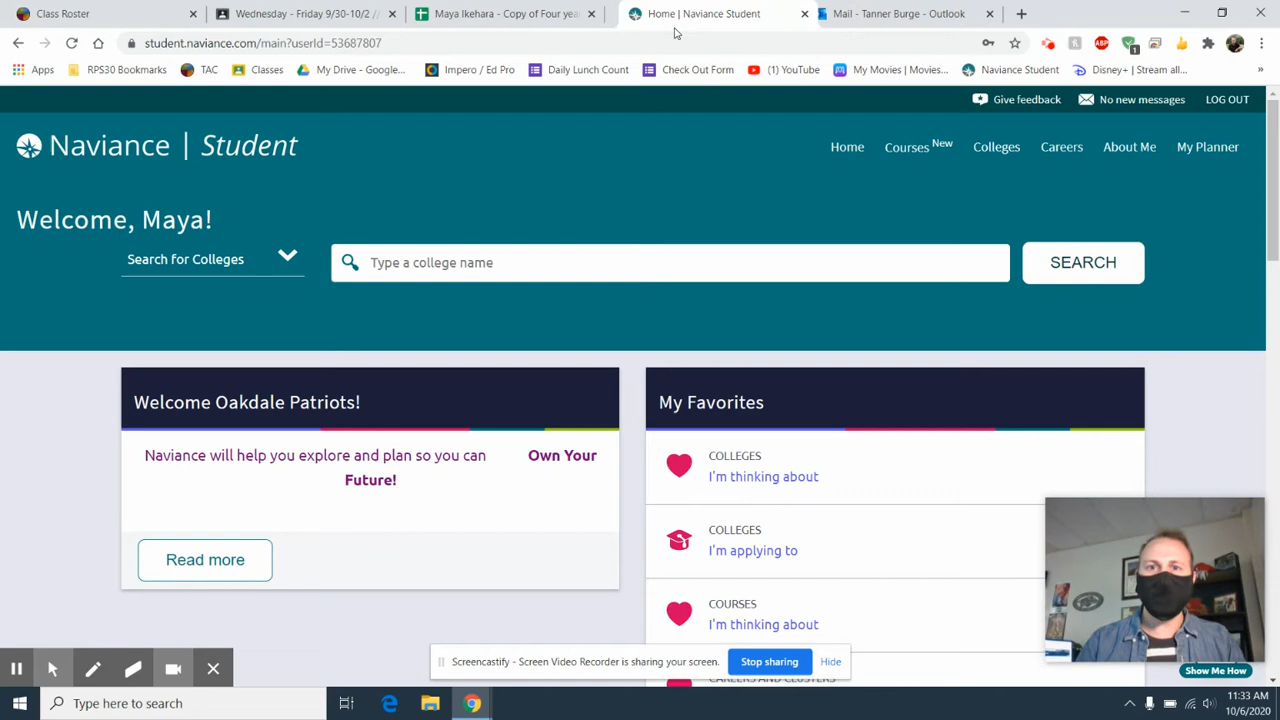 Class Roster
Wednesday - Friday 9/30-10/2 //
Maya Ikehara - Copy of Four yea
Home | Naviance Student
Mail - Tanner Burge - Outlook
student.naviance.com/main?userId=53687807
ABP
1
Apps
RPS30 Bookmarks
TAC
Classes
My Drive - Google...
Impero / Ed Pro
Daily Lunch Count
Check Out Form
(1) YouTube
My Movies | Movies...
Naviance Student
Disney+ | Stream all...
Give feedback
No new messages
LOG OUT
Naviance | Student
Home
Courses New
Colleges
Careers
About Me
My Planner
Welcome, Maya!
Search for Colleges
Type a college name
SEARCH
Welcome Oakdale Patriots!
Naviance will help you explore and plan so you can Own Your
Future!
Read more
My Favorites
COLLEGES
I'm thinking about
COLLEGES
I'm applying to
COURSES
I'm thinking about
CAREERS AND CLUSTERS
Screencastify - Screen Video Recorder is sharing your screen.
Stop sharing
Hide
Show Me How
Type here to search
11:33 AM
10/6/2020